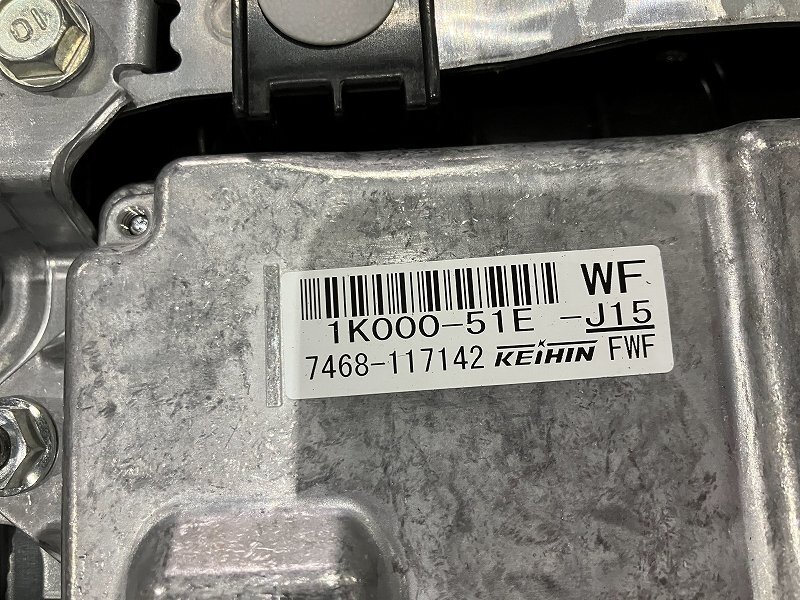 WF
1K000-51E -J15
7468-117142 KEIHIN FWF
10